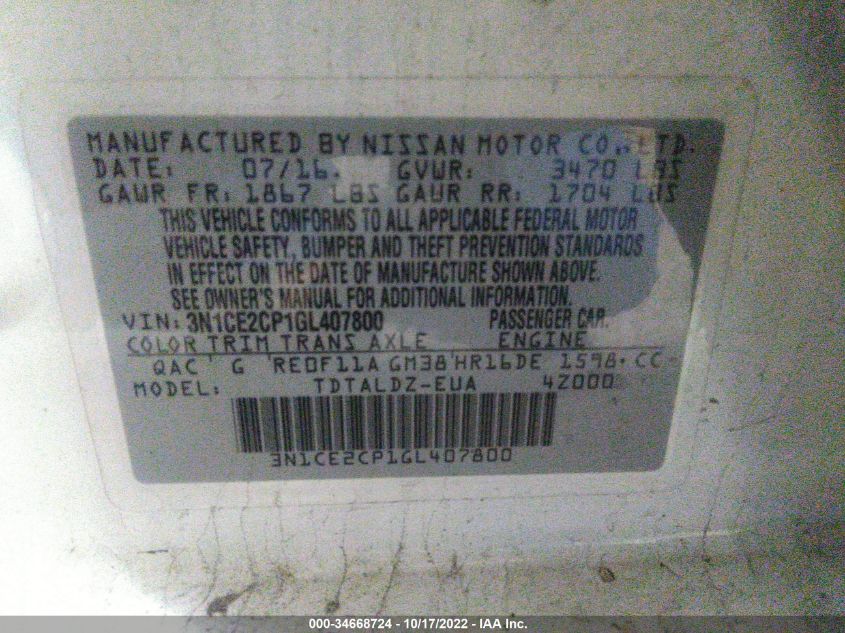 MANUFACTURED BY NISSAN MOTOR CO., LTD.
DATE: 07/16. GVWR: 3470 LBS
GAWR FR: 1867 LBS GAWR RR: 1704 LBS
THIS VEHICLE CONFORMS TO ALL APPLICABLE FEDERAL MOTOR
VEHICLE SAFETY, BUMPER AND THEFT PREVENTION STANDARDS
IN EFFECT ON THE DATE OF MANUFACTURE SHOWN ABOVE.
SEE OWNER'S MANUAL FOR ADDITIONAL INFORMATION.
VIN: 3N1CE2CP1GL407800 PASSENGER CAR.
COLOR TRIM TRANS AXLE ENGINE
QAC G RE0F11A GM38 HR16DE 1598 CC
MODEL: TDTALDZ-EUA
3N1CE2CP1GL407800
000-34668724 - 10/17/2022 - IAA Inc.